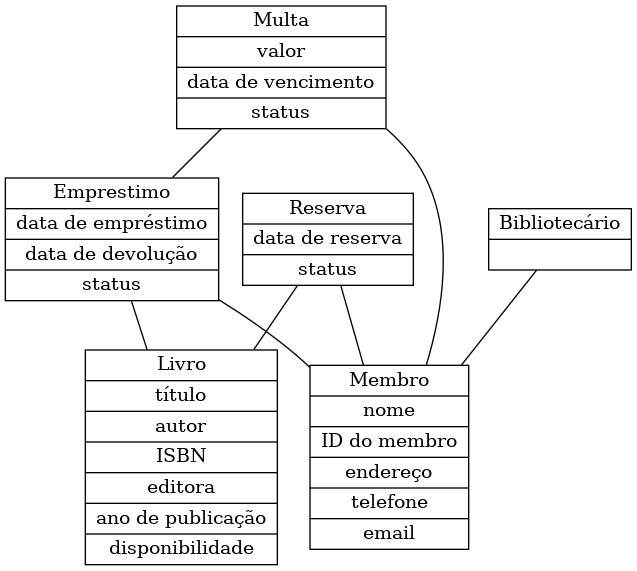 Multa
valor
data de vencimento
status
Emprestimo
data de empréstimo
data de devolução
status
Reserva
data de reserva
status
Bibliotecário
Livro
título
autor
ISBN
editora
ano de publicação
disponibilidade
Membro
nome
ID do membro
endereço
telefone
email